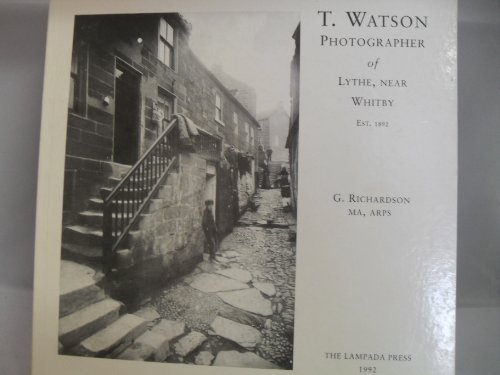 T. WATSON
PHOTOGRAPHER
of
LYTHE, NEAR
WHITBY
EST. 1892
G. RICHARDSON
MA, ARPS
THE LAMPADA PRESS
1992